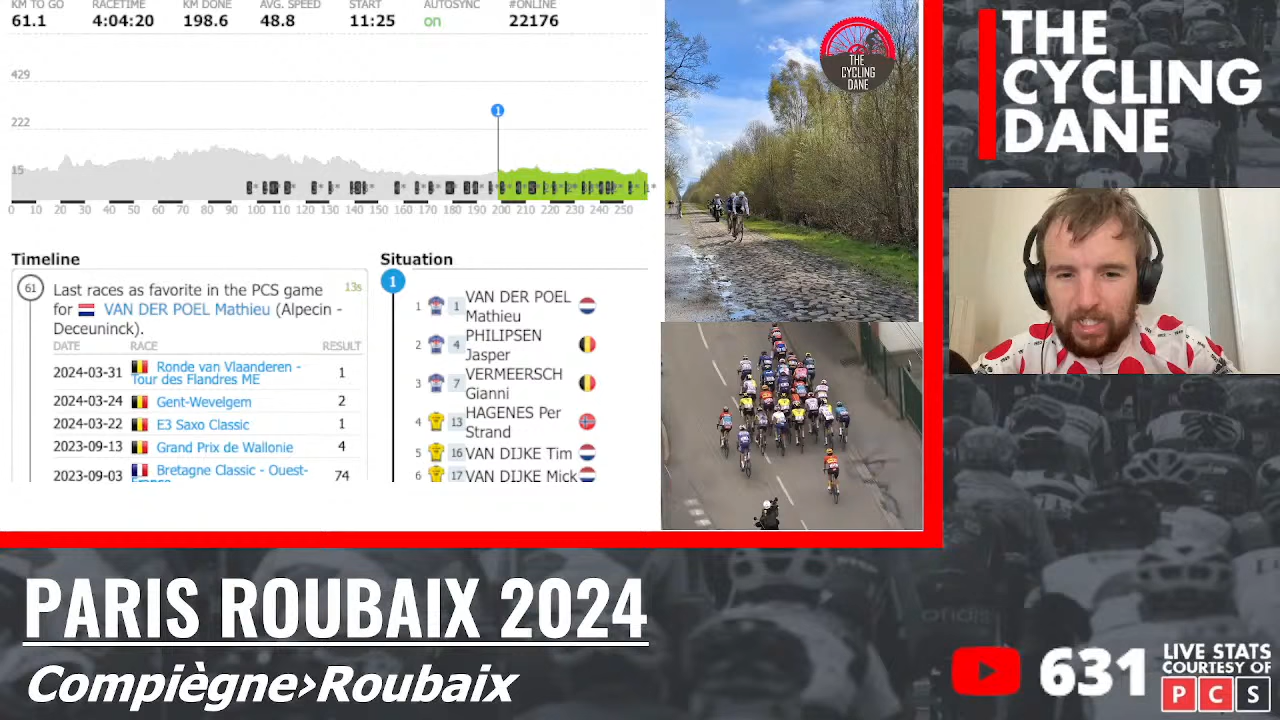 KM TO GO RACETIME KM DONE AVG. SPEED START AUTOSYNC #ONLINE
61.1 4:04:20 198.6 48.8 11:25 on 22176
429
222
15
1
0 10 20 30 40 50 60 70 80 90 100 110 120 130 140 150 160 170 180 190 200 210 220 230 240 250
Timeline
61 Last races as favorite in the PCS game 13s
for VAN DER POEL Mathieu (Alpecin -
Deceuninck).
DATE RACE RESULT
2024-03-31 Ronde van Vlaanderen - 1
Tour des Flandres ME
2024-03-24 Gent-Wevelgem 2
2024-03-22 E3 Saxo Classic 1
2023-09-13 Grand Prix de Wallonie 4
2023-09-03 Bretagne Classic - Ouest- 74
Situation
1
1 1 VAN DER POEL
Mathieu
2 4 PHILIPSEN
Jasper
3 7 VERMEERSCH
Gianni
4 13 HAGENES Per
Strand
5 16 VAN DIJKE Tim
6 17 VAN DIJKE Mick
THE
CYCLING
DANE
THE
CYCLING
DANE
PARIS ROUBAIX 2024
Compiègne›Roubaix
631
LIVE STATS
COURTESY OF
P C S